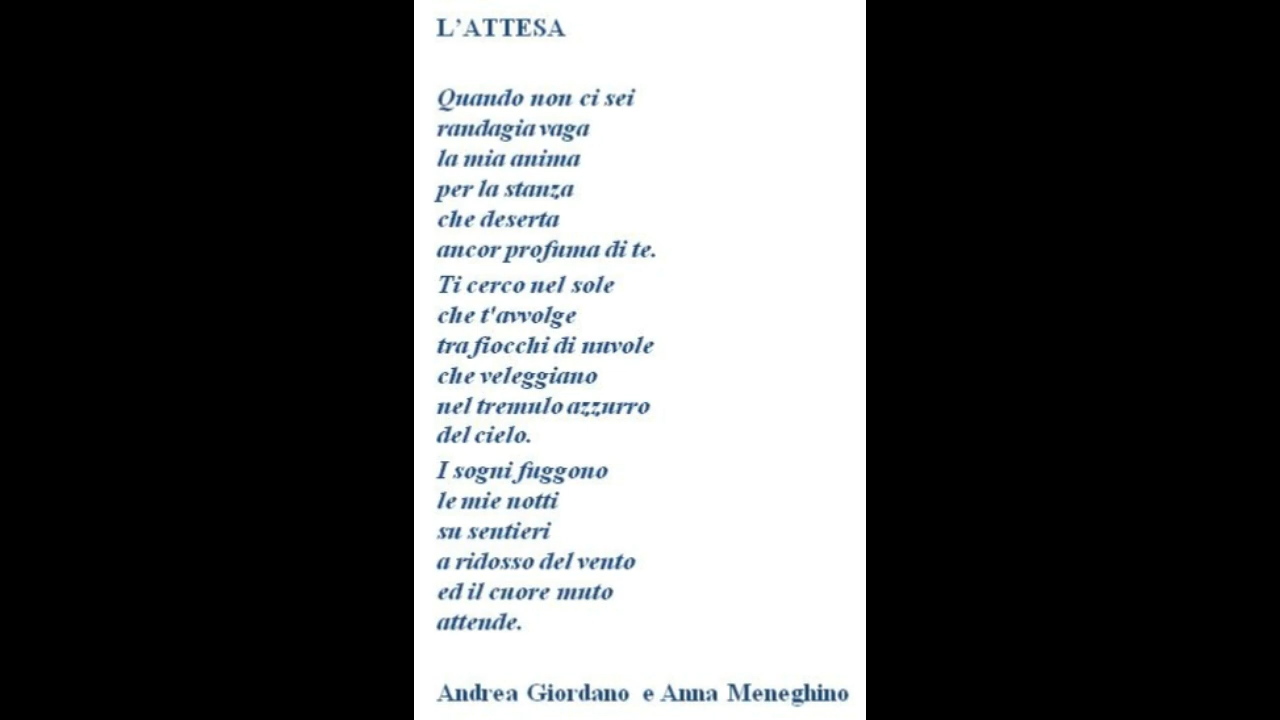 L’ATTESA
Quando non ci sei
randagia vaga
la mia anima
per la stanza
che deserta
ancor profuma di te.
Ti cerco nel sole
che t'avvolge
tra fiocchi di nuvole
che veleggiano
nel tremulo azzurro
del cielo.
I sogni fuggono
le mie notti
su sentieri
a ridosso del vento
ed il cuore muto
attende.
Andrea Giordano e Anna Meneghino